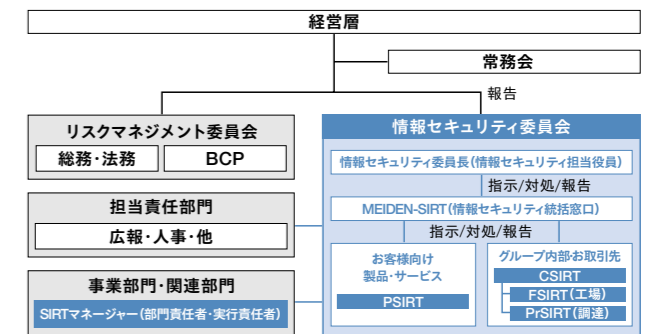 経営層
常務会
報告
リスクマネジメント委員会
総務・法務
BCP
担当責任部門
広報・人事・他
事業部門・関連部門
SIRTマネージャー（部門責任者・実行責任者）
情報セキュリティ委員会
情報セキュリティ委員長（情報セキュリティ担当役員）
指示/対処/報告
MEIDEN-SIRT（情報セキュリティ統括窓口）
指示/対処/報告
お客様向け
製品・サービス
PSIRT
グループ内部・お取引先
CSIRT
FSIRT（工場）
PrSIRT（調達）